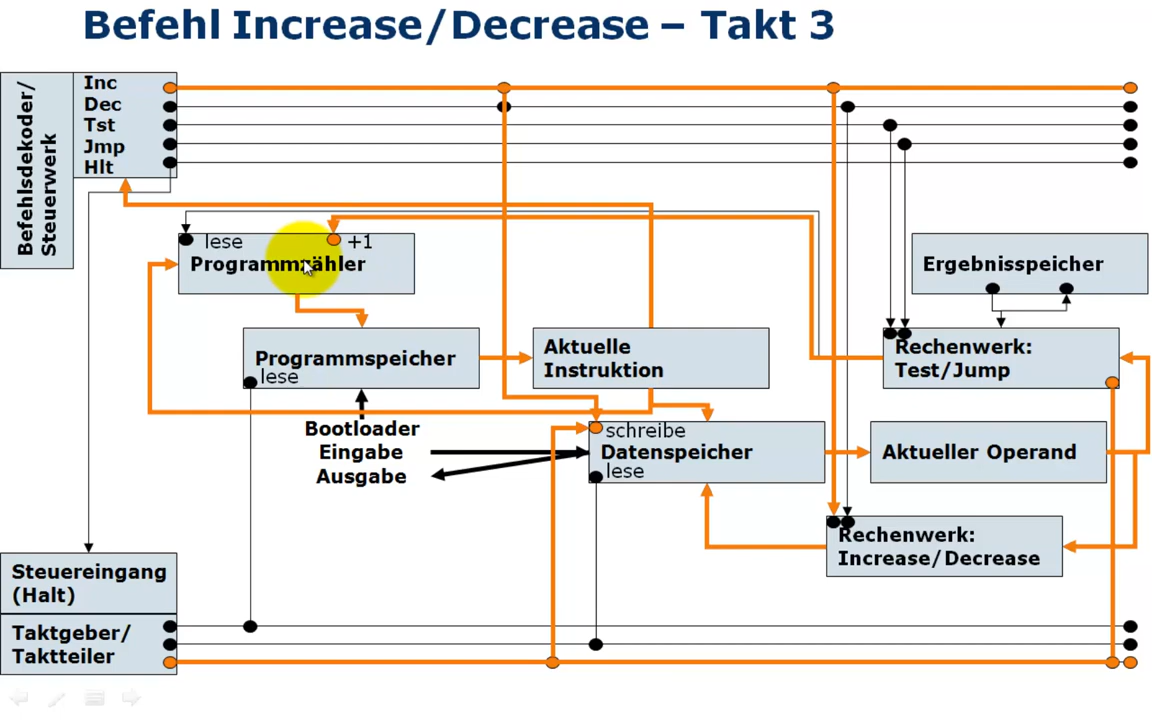 Befehl Increase/Decrease – Takt 3
Befehlsdekoder/
Steuerwerk
Inc
Dec
Tst
Jmp
Hlt
lese
+1
Programmzähler
Ergebnisspeicher
Programmspeicher
lese
Aktuelle
Instruktion
Rechenwerk:
Test/Jump
Bootloader
Eingabe
Ausgabe
schreibe
Datenspeicher
lese
Aktueller Operand
Rechenwerk:
Increase/Decrease
Steuereingang
(Halt)
Taktgeber/
Taktteiler